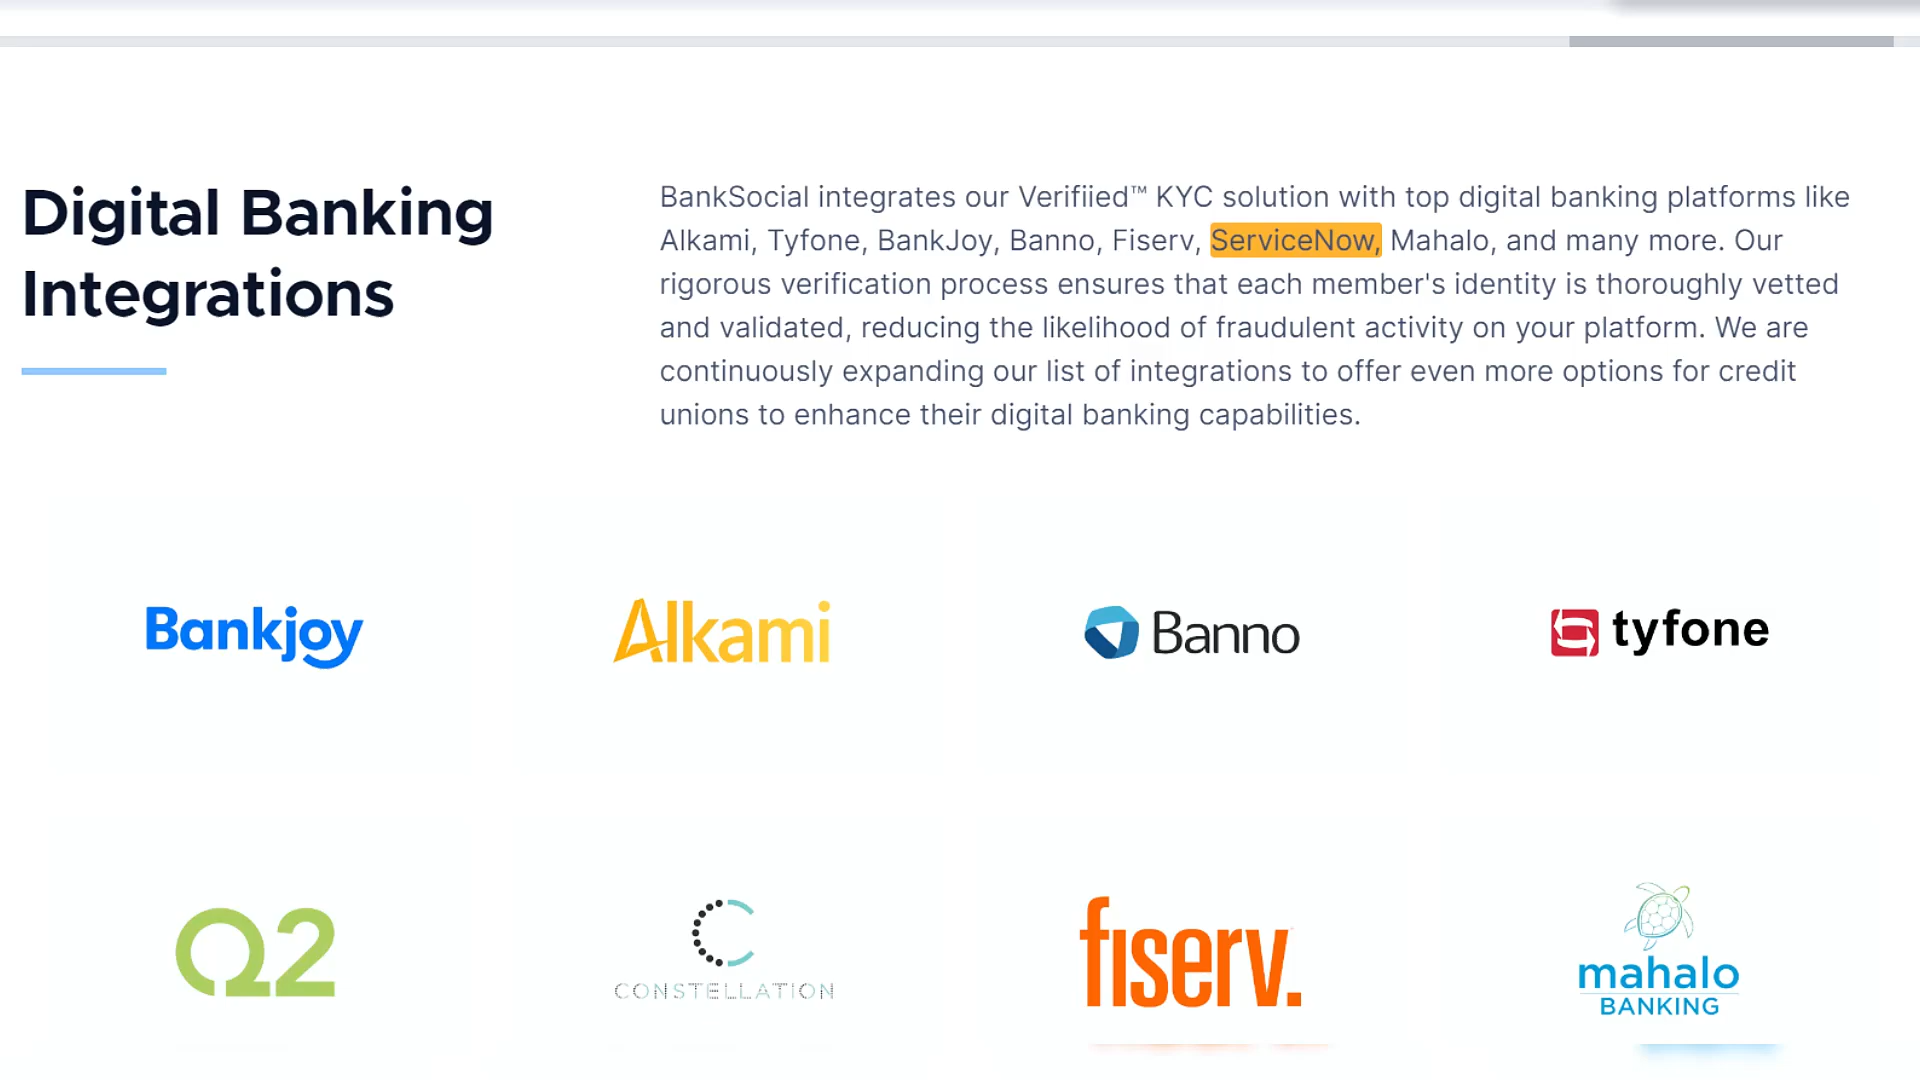 Digital Banking
Integrations
BankSocial integrates our Verifiied™ KYC solution with top digital banking platforms like
Alkami, Tyfone, BankJoy, Banno, Fiserv, ServiceNow, Mahalo, and many more. Our
rigorous verification process ensures that each member's identity is thoroughly vetted
and validated, reducing the likelihood of fraudulent activity on your platform. We are
continuously expanding our list of integrations to offer even more options for credit
unions to enhance their digital banking capabilities.
Bankjoy
Alkami
Banno
tyfone
Q2
CONSTELLATION
fiserv.
mahalo
BANKING